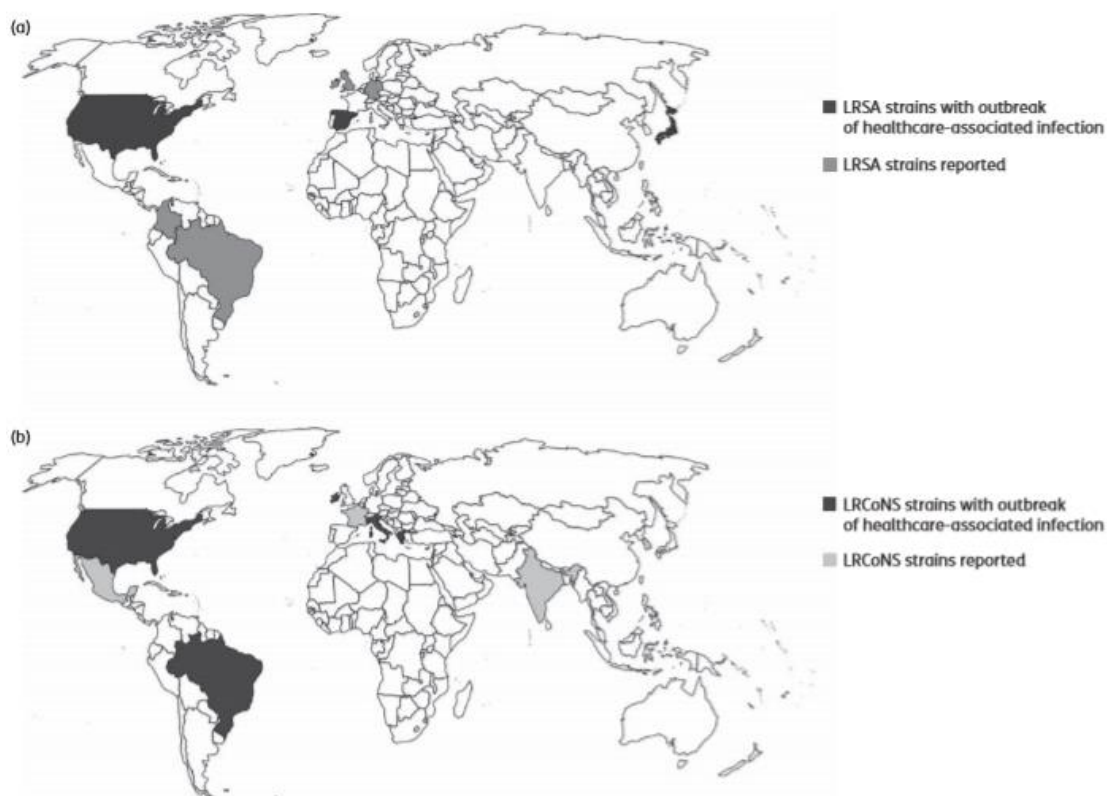 (a)
LRSA strains with outbreak
of healthcare-associated infection
LRSA strains reported
(b)
LRCoNS strains with outbreak
of healthcare-associated infection
LRCoNS strains reported